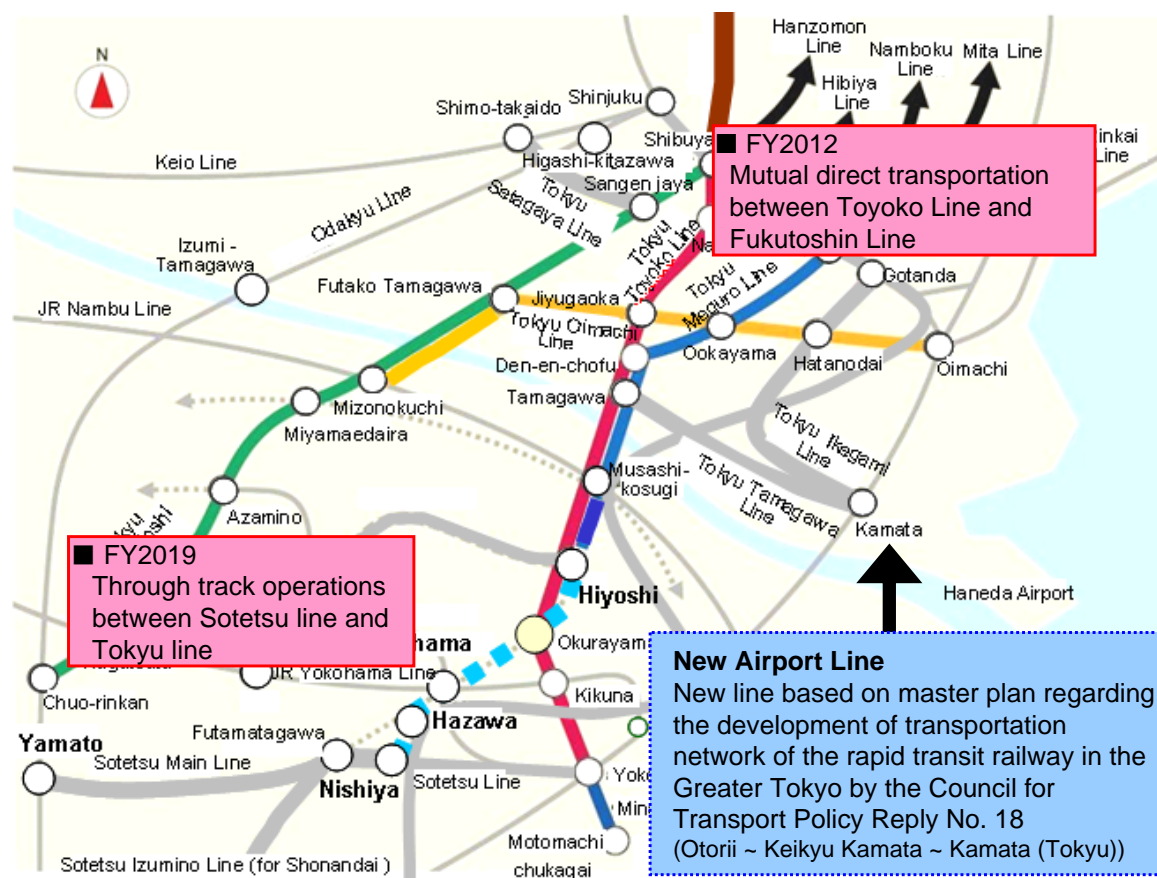 N
Hanzomon
Line
Namboku
Line
Mita Line
Hibiya
Line
Shinjuku
Shimo-takaido
Shibuya
Keio Line
Higashi-kitazawa
Sangen jaya
Tokyu
Setagaya Line
Odakyu Line
■ FY2012
Mutual direct transportation
between Toyoko Line and
Fukutoshin Line
Line
Izumi -
Tamagawa
JR Nambu Line
Futako Tamagawa
Jiyugaoka
Tokyu
Toyoko Line
Tokyu
Meguro Line
Gotanda
Tokyu Oimachi
Line
Den-en-chofu
Ookayama
Hatanodai
Oimachi
Tamagawa
Mizonokuchi
Miyamaedaira
Tokyu Ikegami
Line
Musashi-
kosugi
Tokyu Tamagawa
Line
Kamata
Azamino
■ FY2019
Through track operations
between Sotetsu line and
Tokyu line
Hiyoshi
Haneda Airport
Okurayam
JR Yokohama Line
Chuo-rinkan
Kikuna
Hazawa
Futamatagawa
Yamato
Sotetsu Main Line
Nishiya
Sotetsu Line
Motomachi
chukagai
Sotetsu Izumino Line (for Shonandai )
New Airport Line
New line based on master plan regarding
the development of transportation
network of the rapid transit railway in the
Greater Tokyo by the Council for
Transport Policy Reply No. 18
(Otorii ~ Keikyu Kamata ~ Kamata (Tokyu))